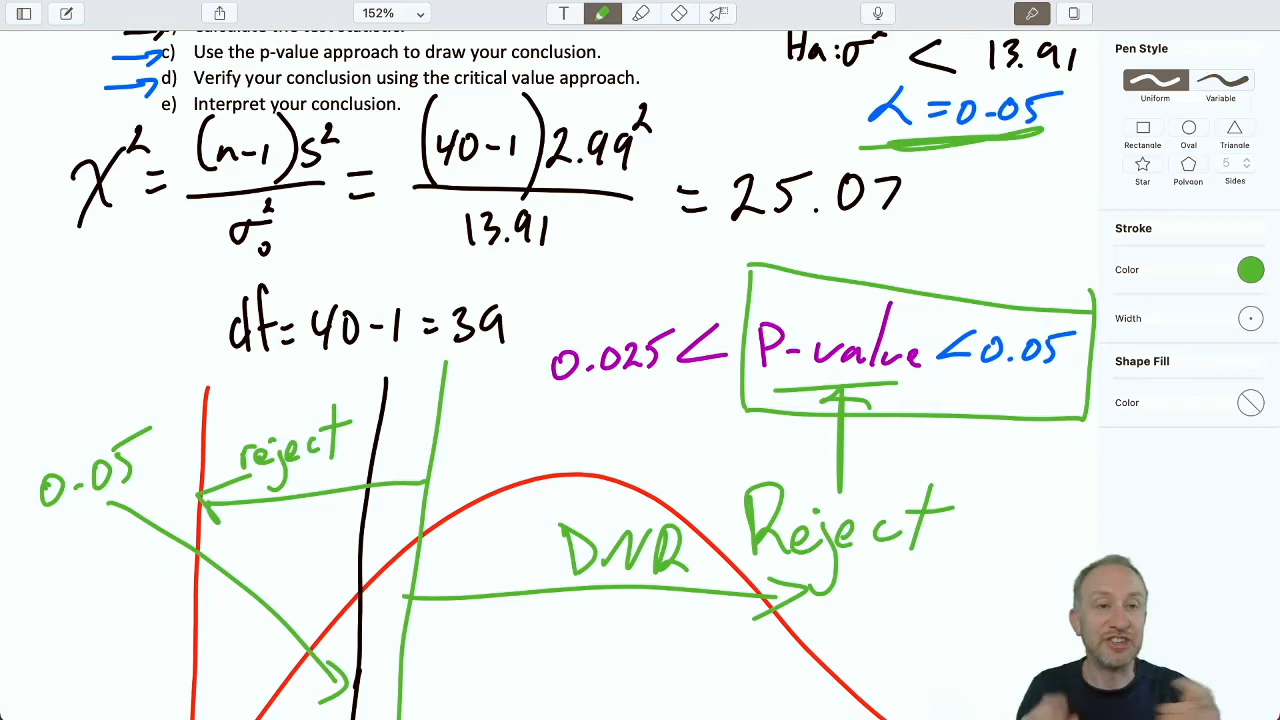 152%
T
c) Use the p-value approach to draw your conclusion.
d) Verify your conclusion using the critical value approach.
e) Interpret your conclusion.
Ha: σ² < 13.91
α = 0.05
χ² = (n-1)s² / σ₀² = (40-1)2.99² / 13.91 = 25.07
df = 40-1 = 39
0.025 < P-value < 0.05
0.05
reject
DNR
Reject
Pen Style
Uniform Variable
Rectangle Oval Triangle
5
Star Polygon Sides
Stroke
Color
Width
Shape Fill
Color